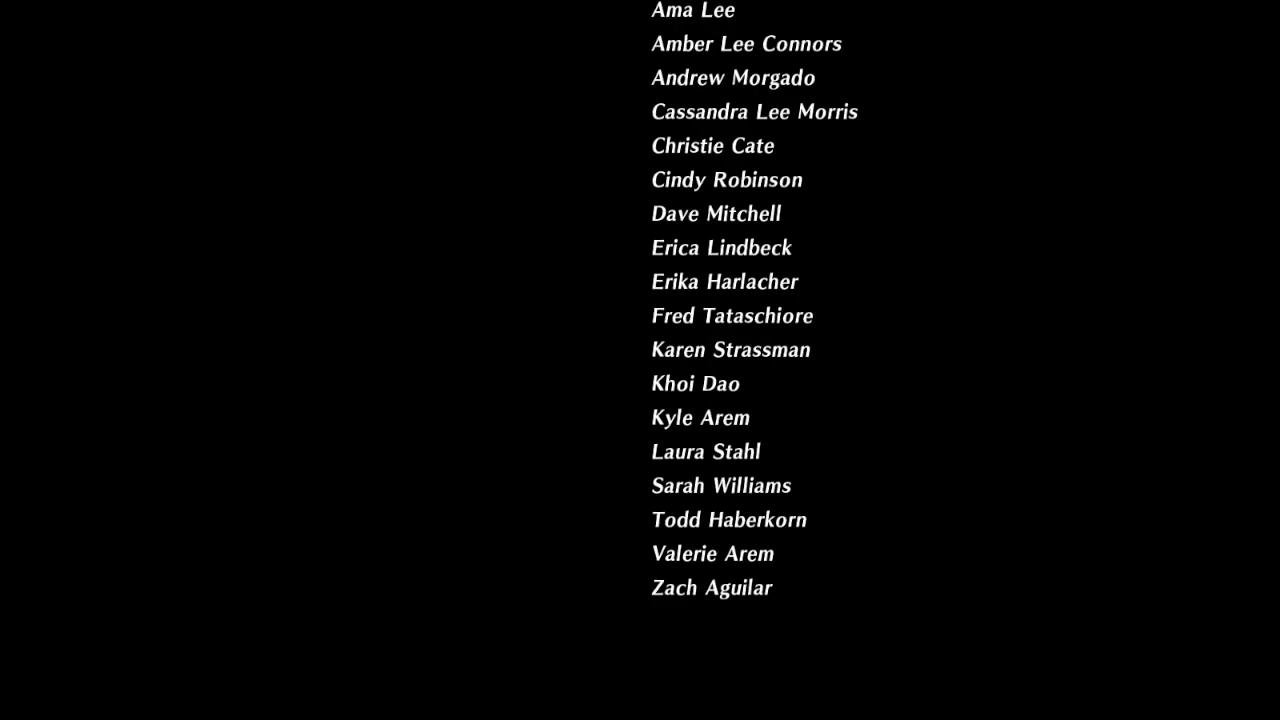 Ama Lee
Amber Lee Connors
Andrew Morgado
Cassandra Lee Morris
Christie Cate
Cindy Robinson
Dave Mitchell
Erica Lindbeck
Erika Harlacher
Fred Tataschiore
Karen Strassman
Khoi Dao
Kyle Arem
Laura Stahl
Sarah Williams
Todd Haberkorn
Valerie Arem
Zach Aguilar